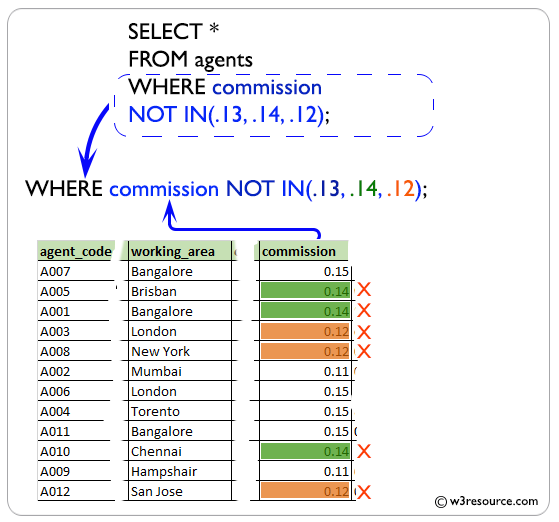 SELECT *
FROM agents
WHERE commission
NOT IN(.13, .14, .12);
WHERE commission NOT IN(.13, .14, .12);
agent_code working_area commission
A007 Bangalore 0.15
A005 Brisban 0.14 X
A001 Bangalore 0.14 X
A003 London 0.12 X
A008 New York 0.12 X
A002 Mumbai 0.11
A006 London 0.15
A004 Torento 0.15
A011 Bangalore 0.15
A010 Chennai 0.14 X
A009 Hampshair 0.11
A012 San Jose 0.12 X
© w3resource.com